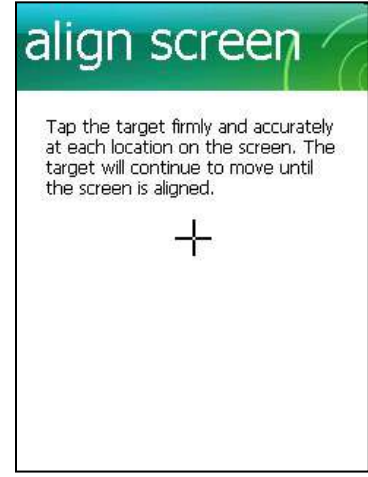 align screen
Tap the target firmly and accurately
at each location on the screen. The
target will continue to move until
the screen is aligned.